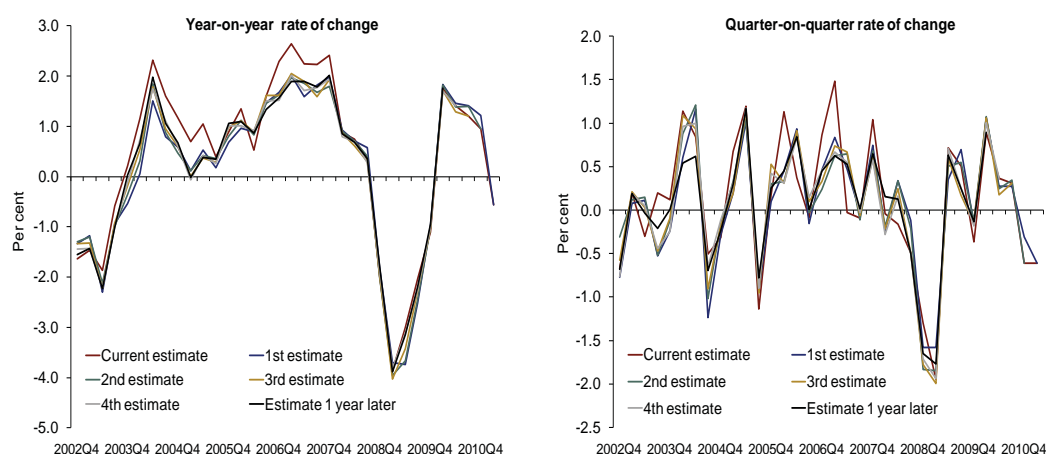 Year-on-year rate of change
3.0
2.0
1.0
0.0
-1.0
-2.0
-3.0
-4.0
-5.0
Per cent
Current estimate
1st estimate
2nd estimate
3rd estimate
4th estimate
Estimate 1 year later
2002Q4 2003Q4 2004Q4 2005Q4 2006Q4 2007Q4 2008Q4 2009Q4 2010Q4
Quarter-on-quarter rate of change
2.0
1.5
1.0
0.5
0.0
-0.5
-1.0
-1.5
-2.0
-2.5
Per cent
Current estimate
1st estimate
2nd estimate
3rd estimate
4th estimate
Estimate 1 year later
2002Q4 2003Q4 2004Q4 2005Q4 2006Q4 2007Q4 2008Q4 2009Q4 2010Q4